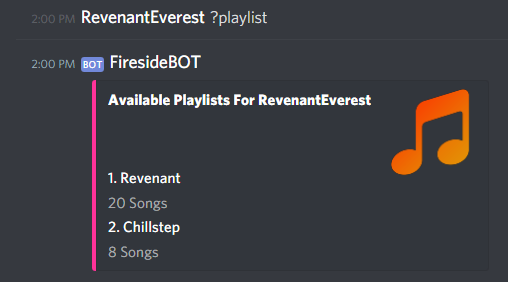 2:00 PM RevenantEverest ?playlist
2:00 PM BOT FiresideBOT
Available Playlists For RevenantEverest
1. Revenant
20 Songs
2. Chillstep
8 Songs